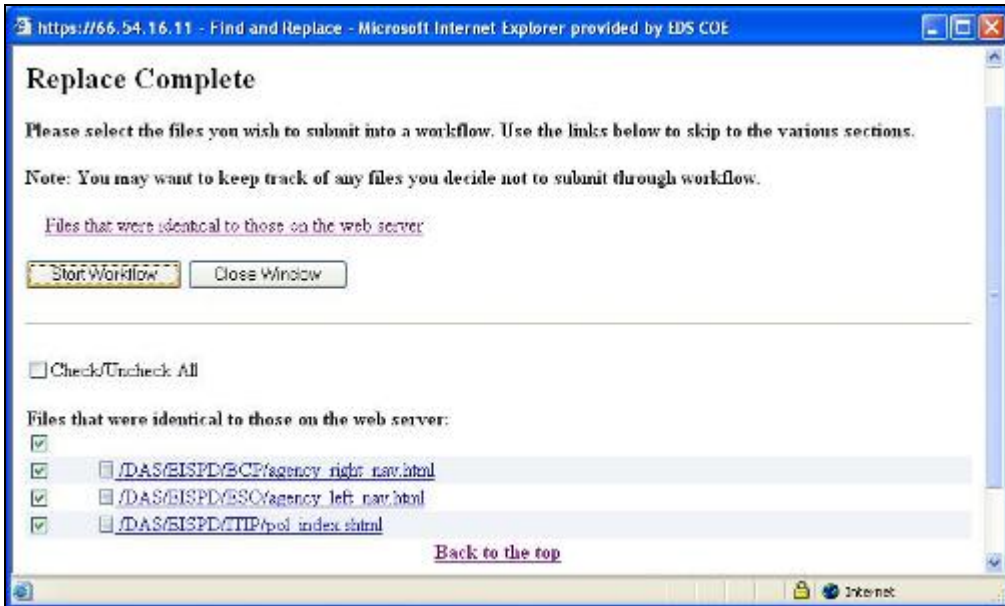 https://66.54.16.11 - Find and Replace - Microsoft Internet Explorer provided by EDS COE
Replace Complete
Please select the files you wish to submit into a workflow. Use the links below to skip to the various sections.
Note: You may want to keep track of any files you decide not to submit through workflow.
Files that were identical to those on the web server
Start Workflow Close Window
Check/Uncheck All
Files that were identical to those on the web server:
/DAS/EISPD/BCP/agency_right_nav.html
/DAS/EISPD/ESO/agency_left_nav.html
/DAS/EISPD/ITIP/pol_index.shtml
Back to the top
Internet